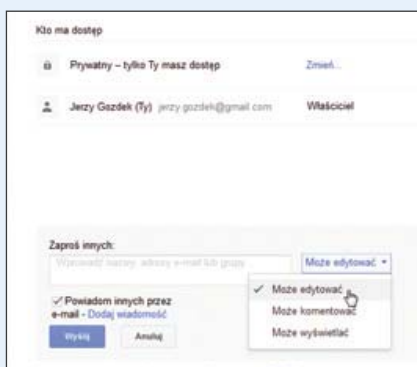 Kto ma dostęp
Prywatny – tylko Ty masz dostęp Zmień...
Jerzy Gozdek (Ty) jerzy.gozdek@gmail.com Właściciel
Zaproś innych:
Wprowadź nazwy, adresy e-mail lub grupy Może edytować
Może edytować
Powiadom innych przez Może komentować
e-mail - Dodaj wiadomość
Może wyświetlać
Wyślij Anuluj